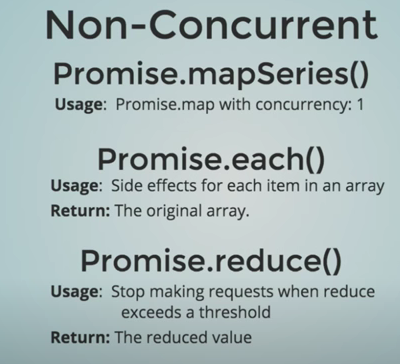 Non-Concurrent
Promise.mapSeries()
Usage: Promise.map with concurrency: 1
Promise.each()
Usage: Side effects for each item in an array
Return: The original array.
Promise.reduce()
Usage: Stop making requests when reduce
exceeds a threshold
Return: The reduced value